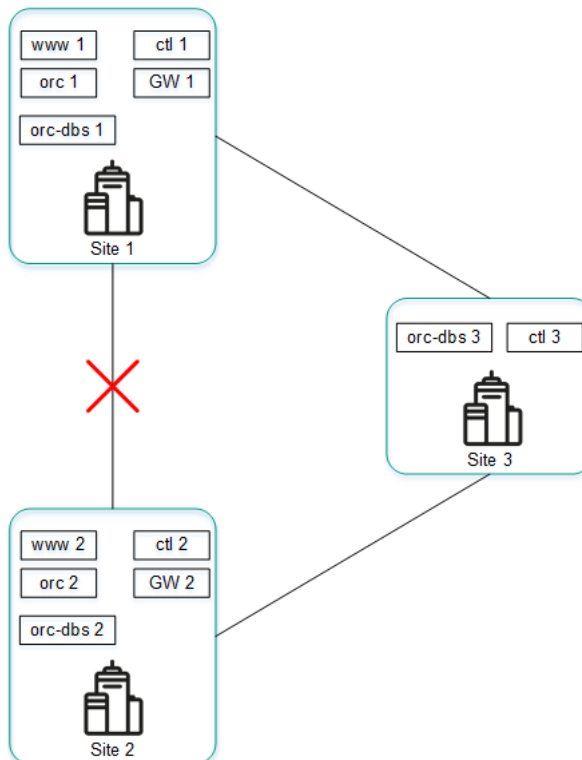 www 1
ctl 1
orc 1
GW 1
orc-dbs 1
Site 1
orc-dbs 3
ctl 3
Site 3
www 2
ctl 2
orc 2
GW 2
orc-dbs 2
Site 2